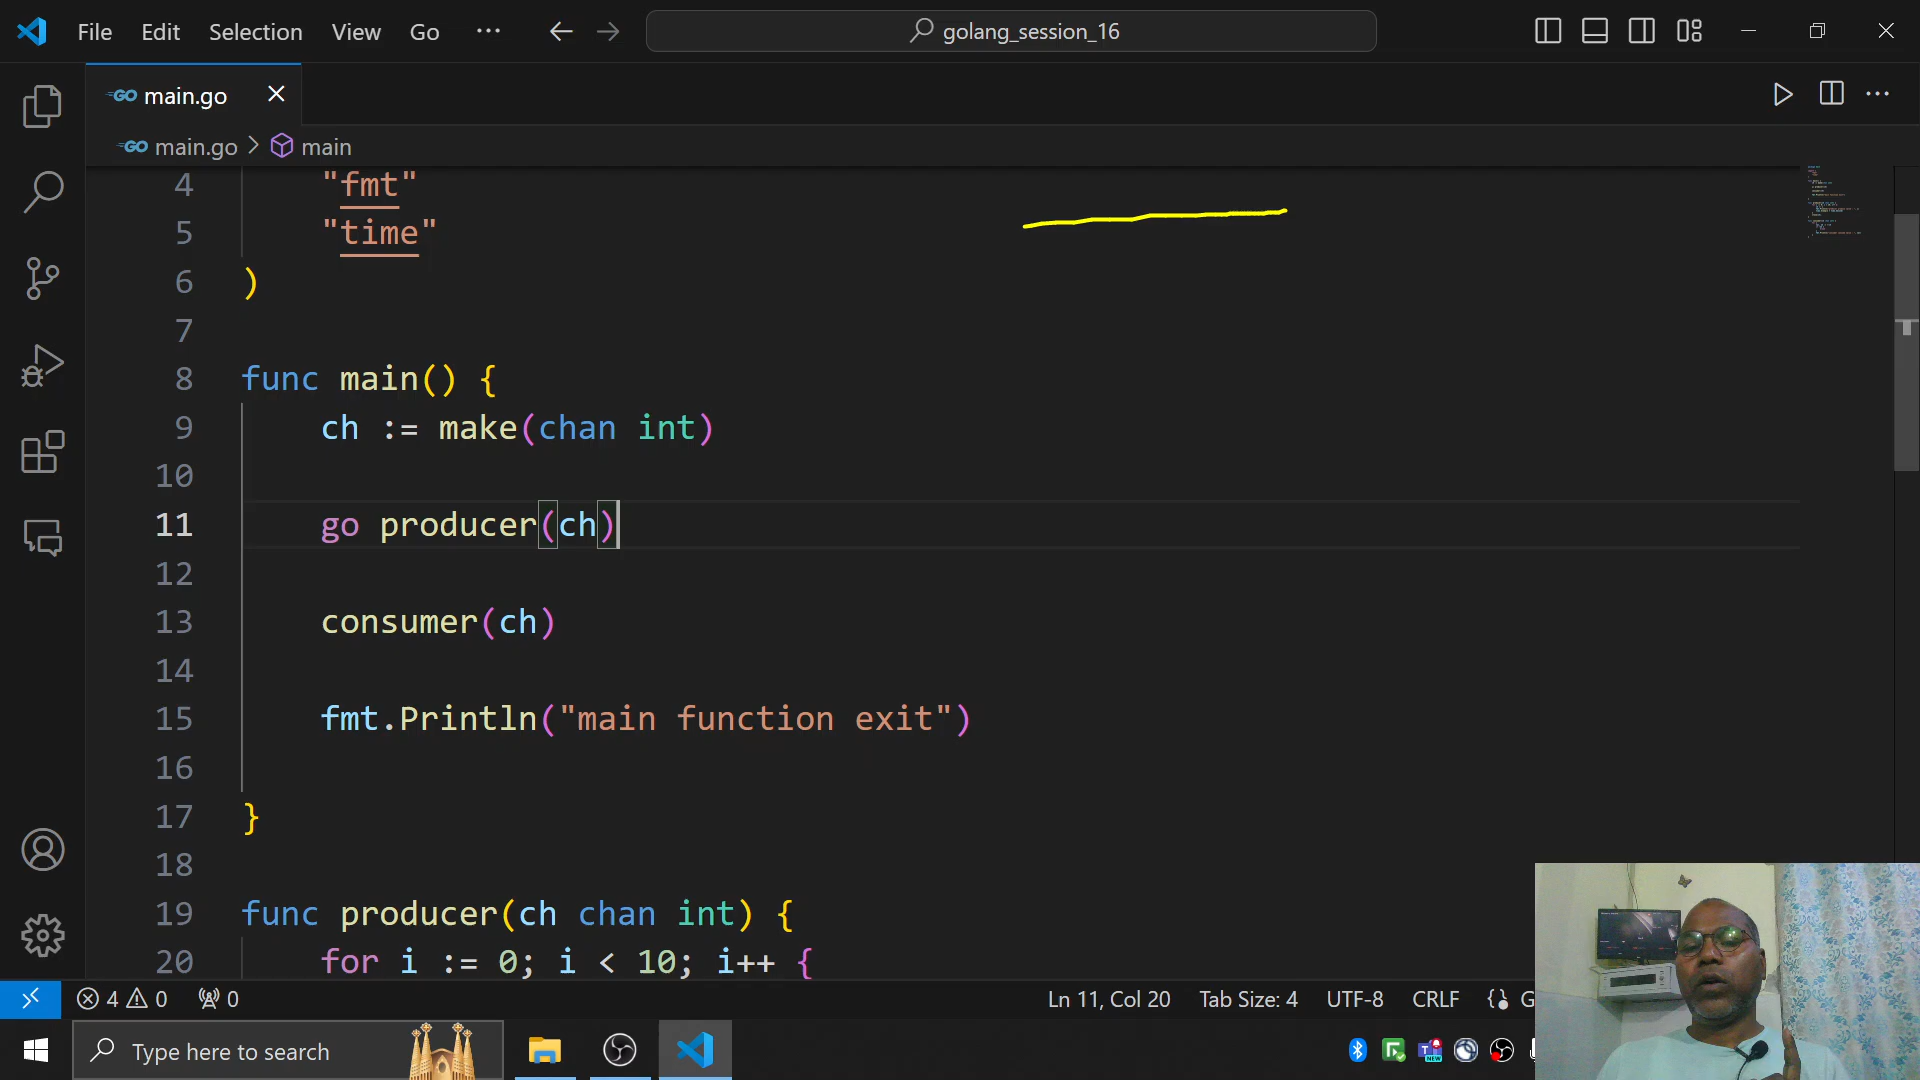 File Edit Selection View Go ··· golang_session_16
GO main.go
GO main.go > main
4 "fmt"
5 "time"
6 )
7
8 func main() {
9 ch := make(chan int)
10
11 go producer(ch)
12
13 consumer(ch)
14
15 fmt.Println("main function exit")
16
17 }
18
19 func producer(ch chan int) {
20 for i := 0; i < 10; i++ {
4 0 0 Ln 11, Col 20 Tab Size: 4 UTF-8 CRLF {} G
Type here to search